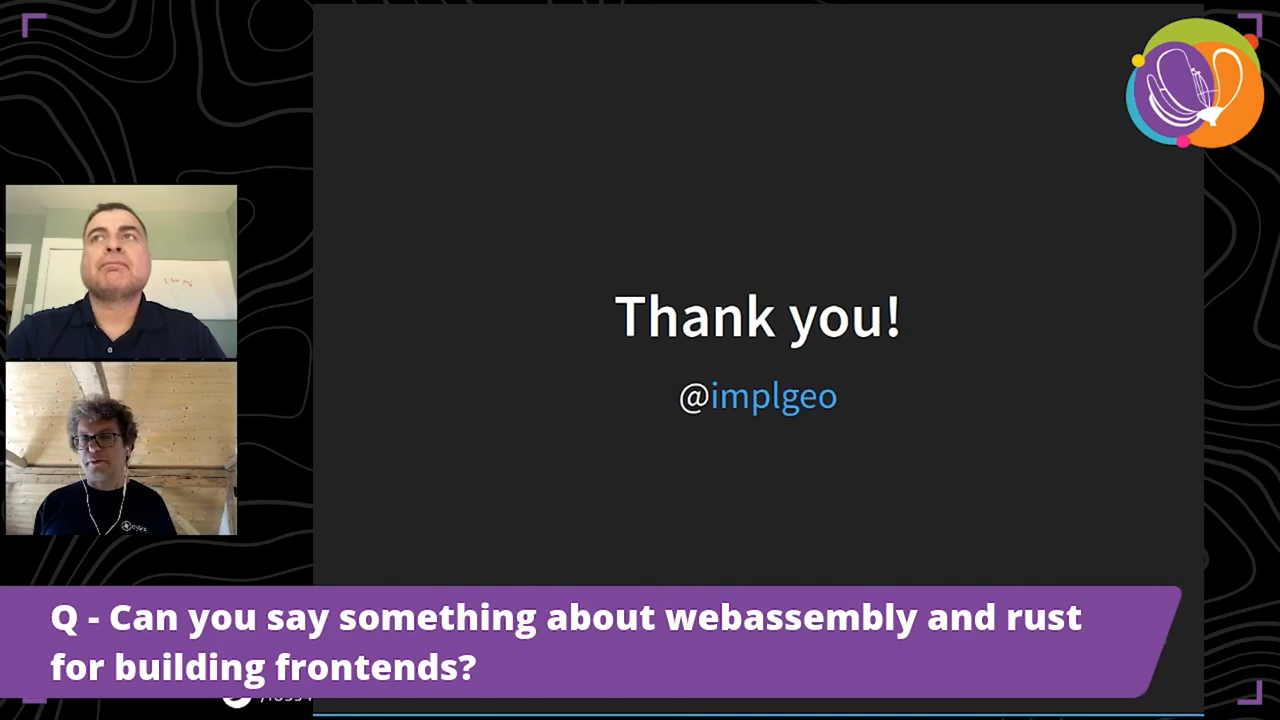 Thank you!
@implgeo
Q - Can you say something about webassembly and rust
for building frontends?